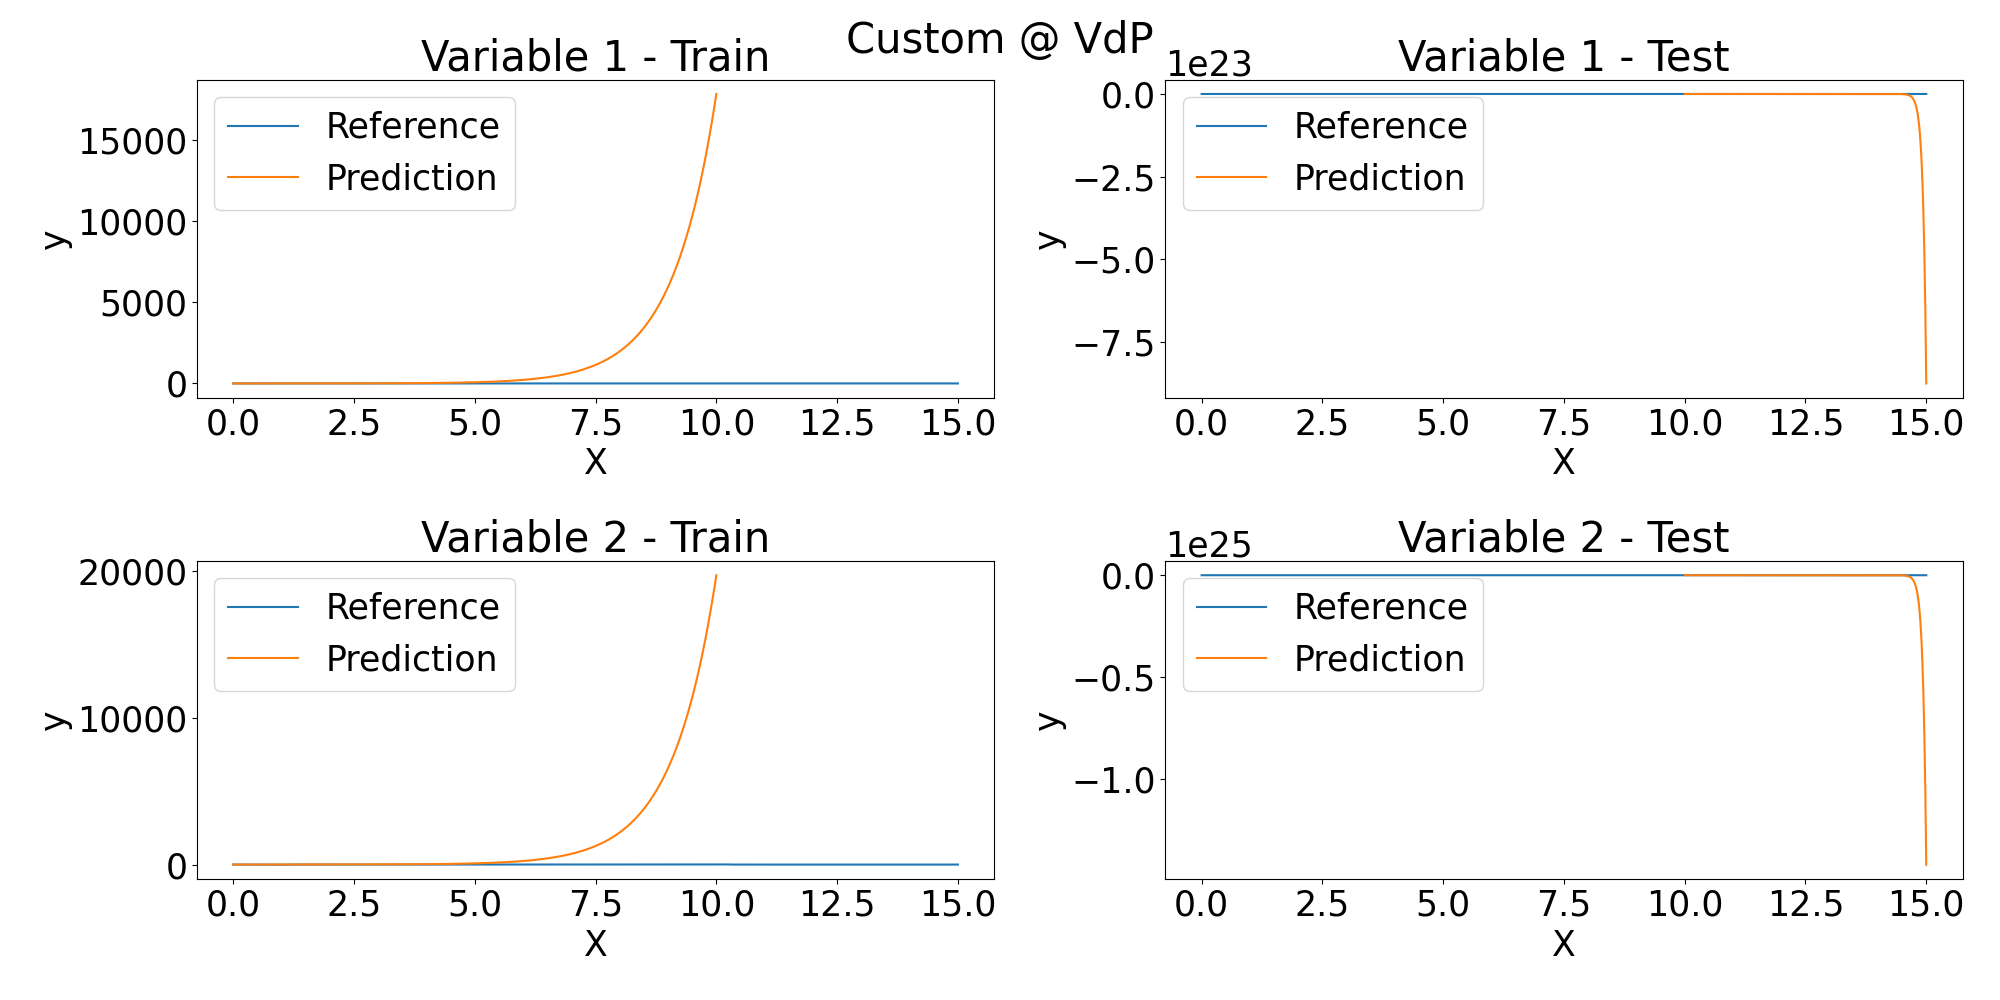 Custom @ VdP
Variable 1 - Train
15000
10000
5000
0
y
Reference
Prediction
0.0 2.5 5.0 7.5 10.0 12.5 15.0
X
Variable 1 - Test
1e23
0.0
−2.5
−5.0
−7.5
y
Reference
Prediction
0.0 2.5 5.0 7.5 10.0 12.5 15.0
X
Variable 2 - Train
20000
10000
0
y
Reference
Prediction
0.0 2.5 5.0 7.5 10.0 12.5 15.0
X
Variable 2 - Test
1e25
0.0
−0.5
−1.0
y
Reference
Prediction
0.0 2.5 5.0 7.5 10.0 12.5 15.0
X